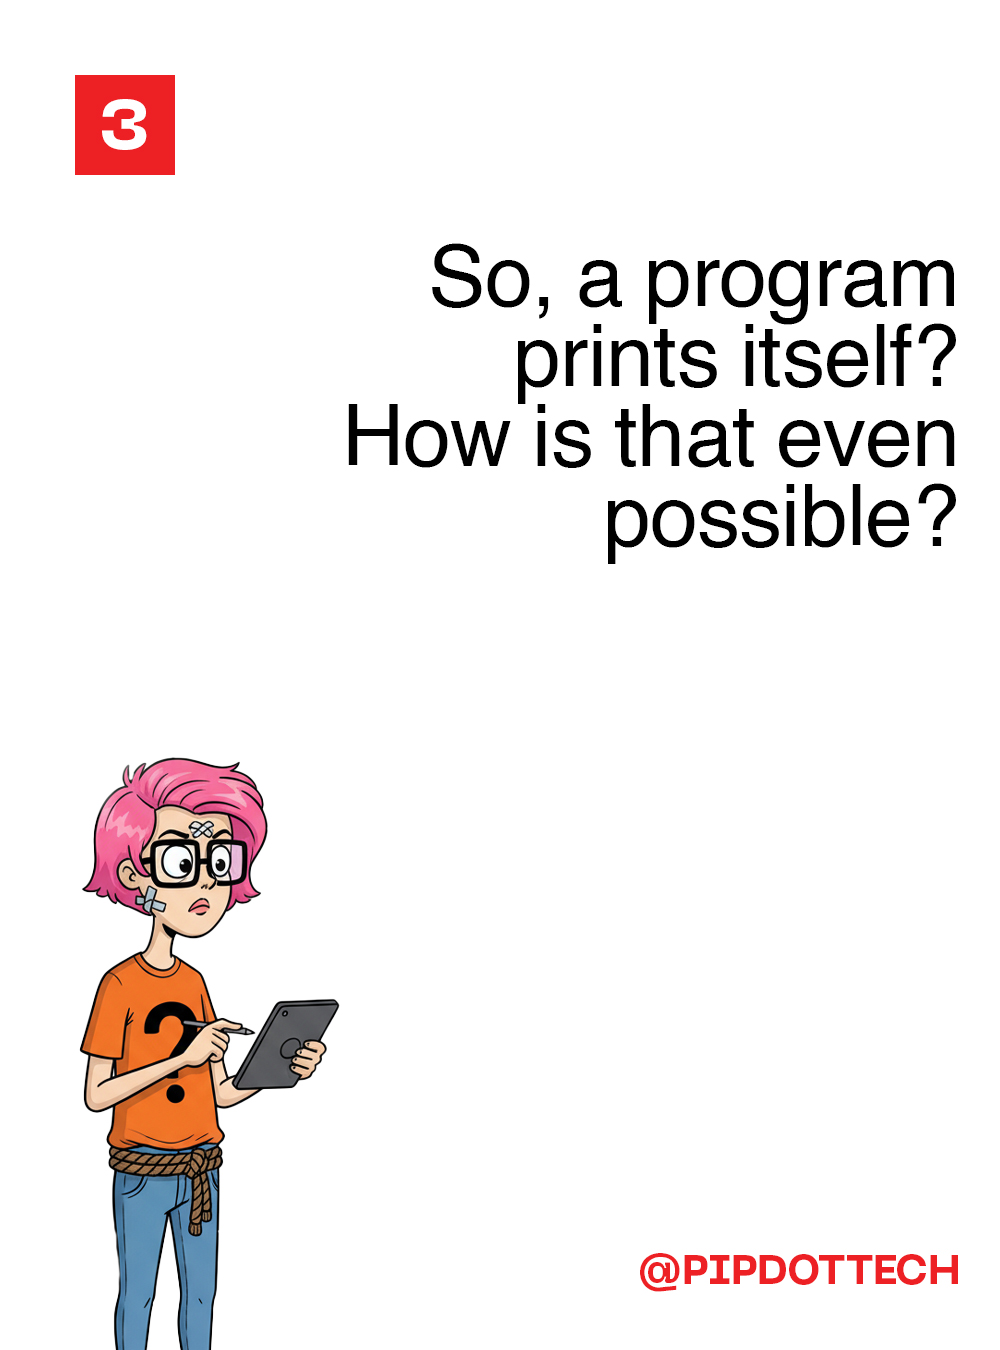 3
So, a program
prints itself?
How is that even
possible?
?
@PIPDOTTECH